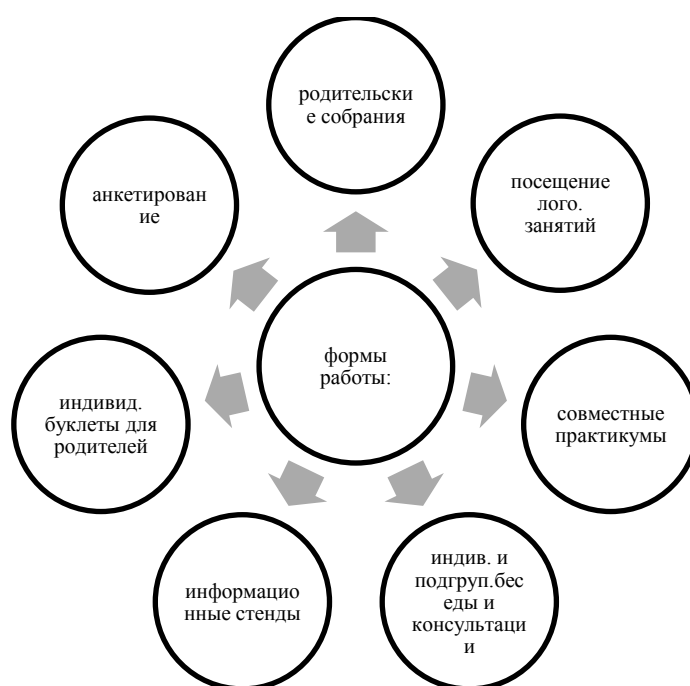 родительски
е собрания
посещение
лого.
занятий
совместные
практикумы
индив. и
подгруп.бес
еды и
консультаци
и
информацио
нные стенды
индивид.
буклеты для
родителей
анкетирован
ие
формы
работы: